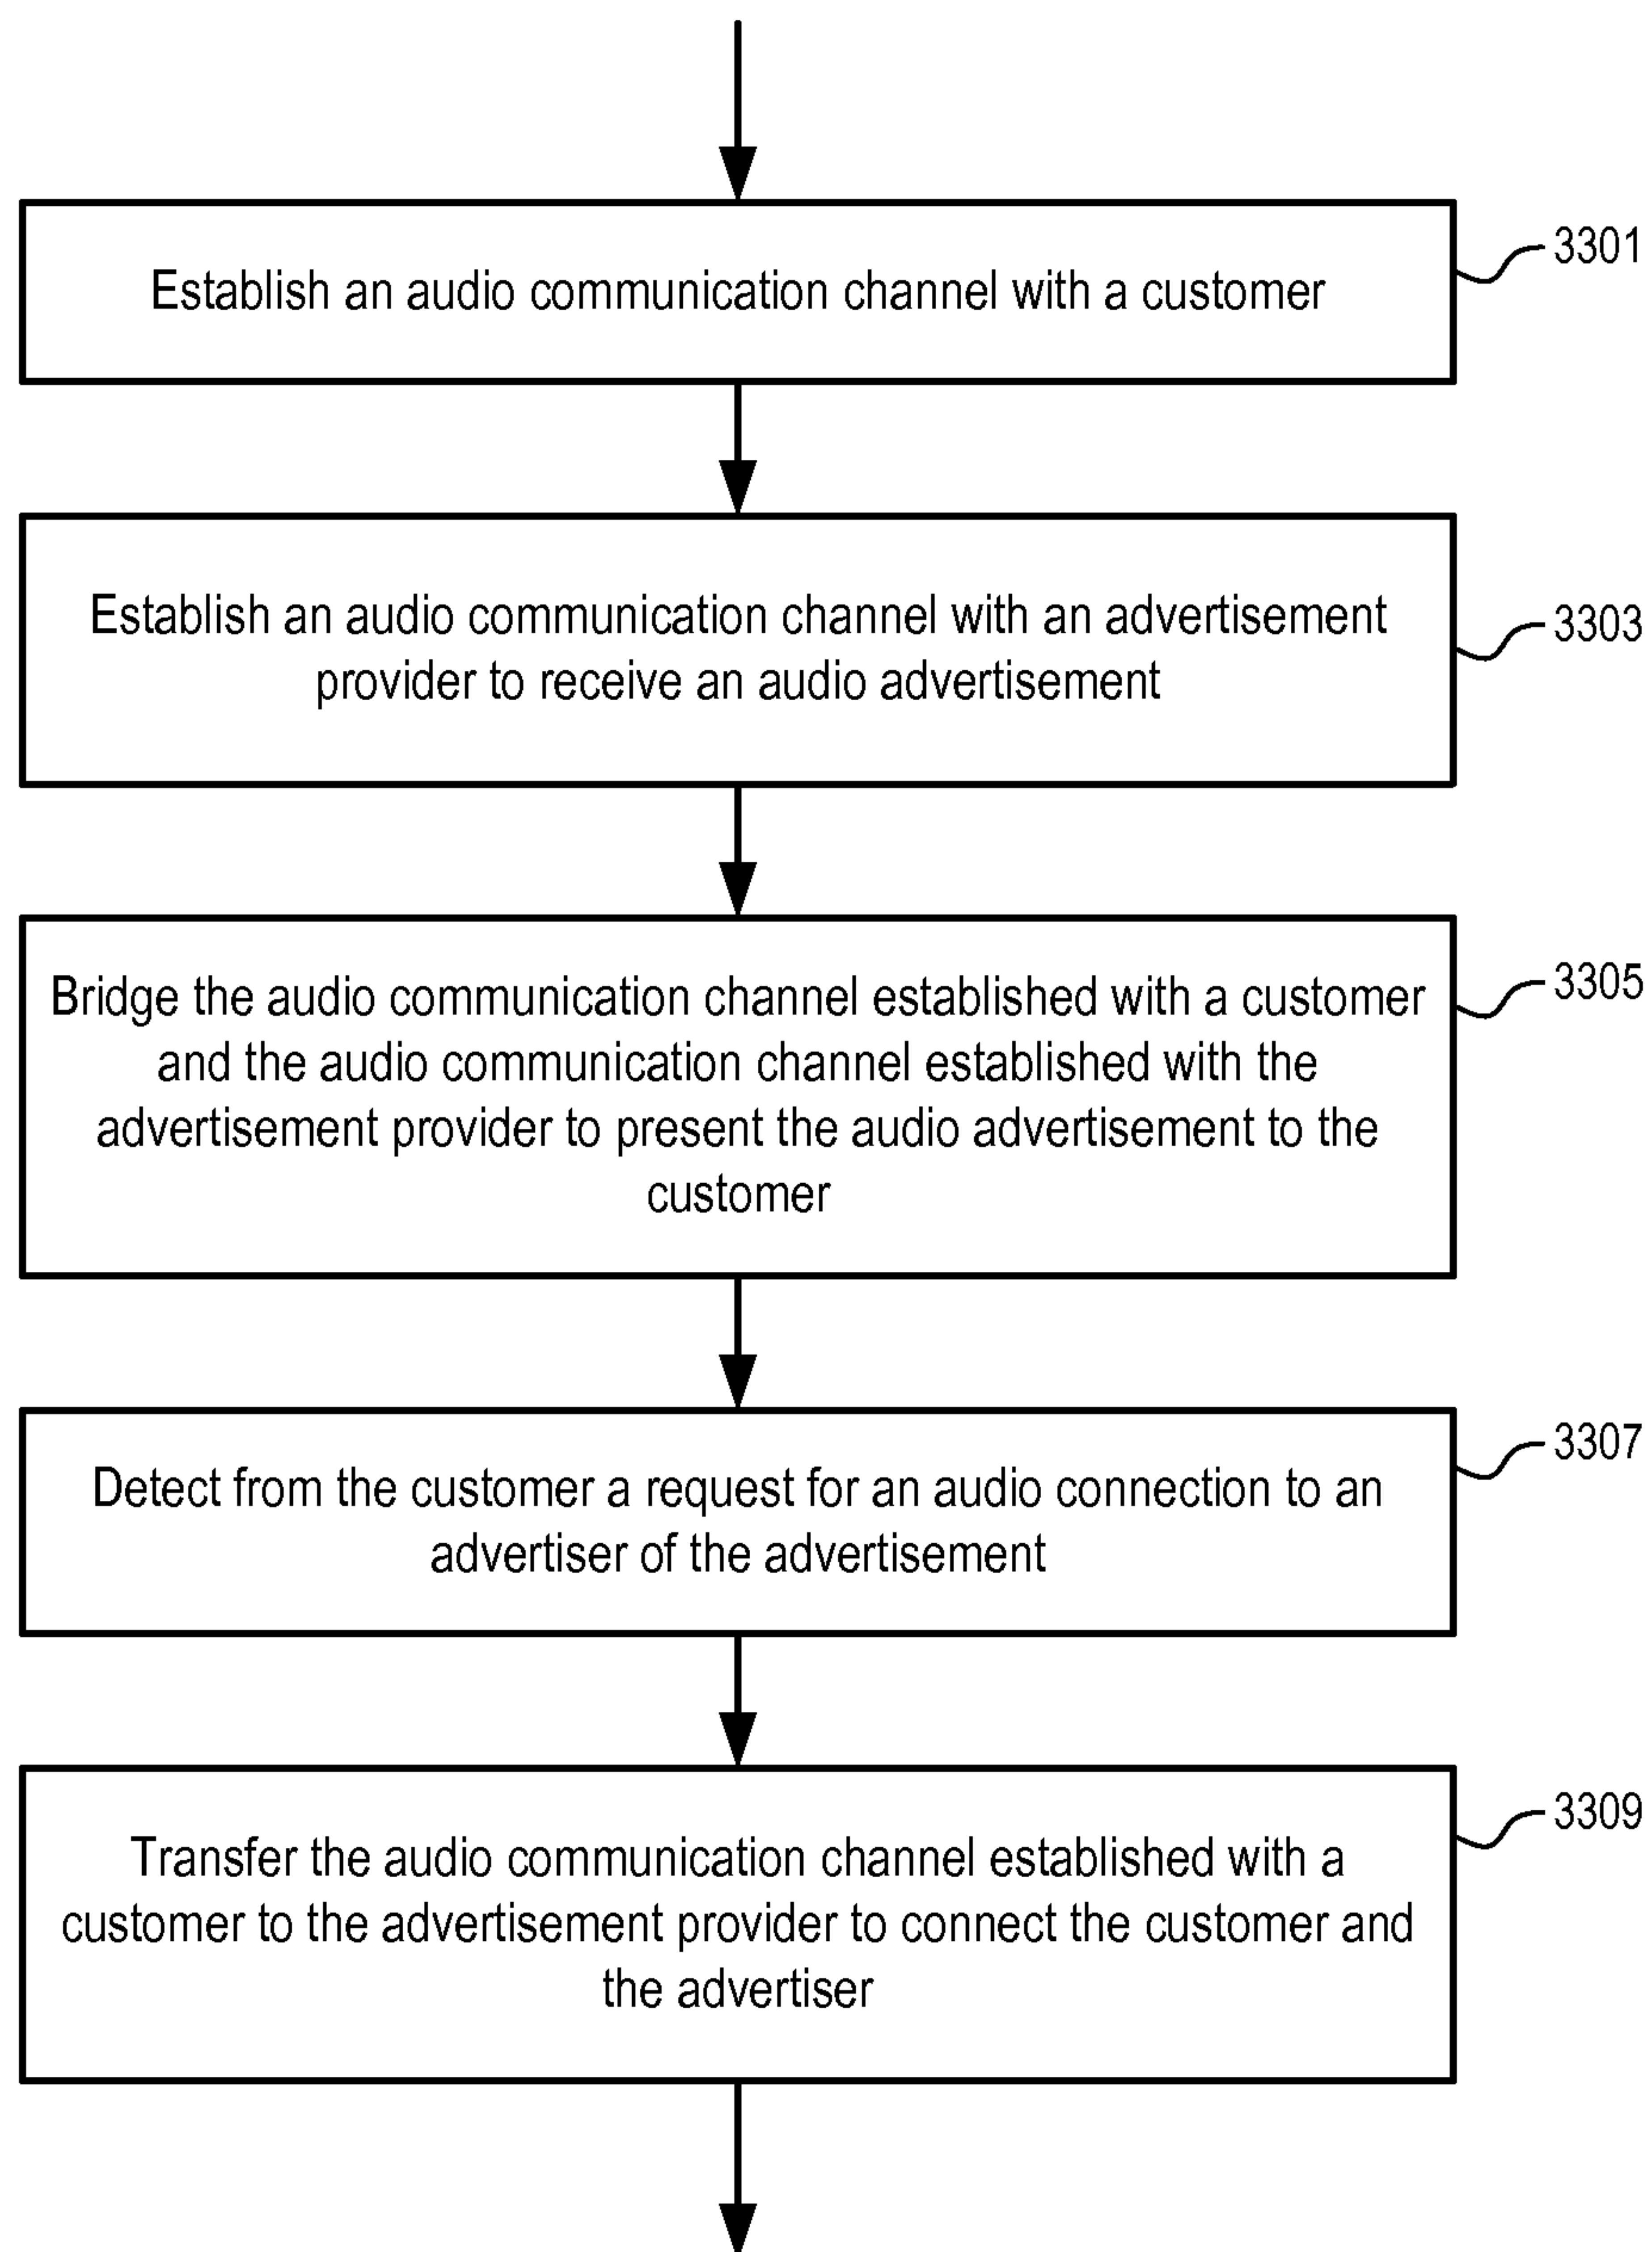 Establish an audio communication channel with a customer
3301
Establish an audio communication channel with an advertisement
provider to receive an audio advertisement
3303
Bridge the audio communication channel established with a customer
and the audio communication channel established with the
advertisement provider to present the audio advertisement to the
customer
3305
Detect from the customer a request for an audio connection to an
advertiser of the advertisement
3307
Transfer the audio communication channel established with a
customer to the advertisement provider to connect the customer and
the advertiser
3309